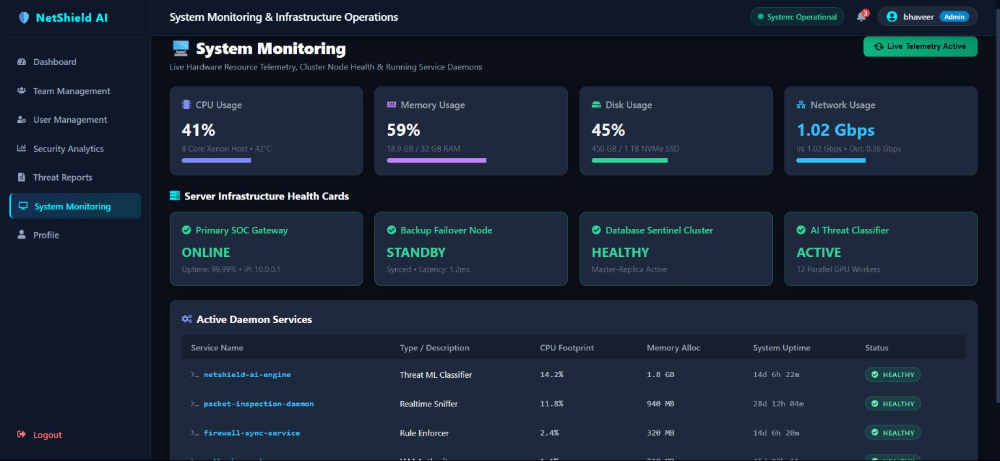 NetShield AI
System Monitoring & Infrastructure Operations
System: Operational
3
bhaveer Admin
Dashboard
Team Management
User Management
Security Analytics
Threat Reports
System Monitoring
Profile
Logout
System Monitoring
Live Telemetry Active
Live Hardware Resource Telemetry, Cluster Node Health & Running Service Daemons
CPU Usage
41%
8 Core Xenon Host • 42°C
Memory Usage
59%
18.9 GB / 32 GB RAM
Disk Usage
45%
450 GB / 1 TB NVMe SSD
Network Usage
1.02 Gbps
In: 1.02 Gbps • Out: 0.36 Gbps
Server Infrastructure Health Cards
Primary SOC Gateway
ONLINE
Uptime: 99.99% • IP: 10.0.0.1
Backup Failover Node
STANDBY
Synced • Latency: 1.2ms
Database Sentinel Cluster
HEALTHY
Master-Replica Active
AI Threat Classifier
ACTIVE
12 Parallel GPU Workers
Active Daemon Services
Service Name Type / Description CPU Footprint Memory Alloc System Uptime Status
netshield-ai-engine Threat ML Classifier 14.2% 1.8 GB 14d 6h 22m HEALTHY
packet-inspection-daemon Realtime Sniffer 11.8% 940 MB 28d 12h 04m HEALTHY
firewall-sync-service Rule Enforcer 2.4% 320 MB 14d 6h 20m HEALTHY